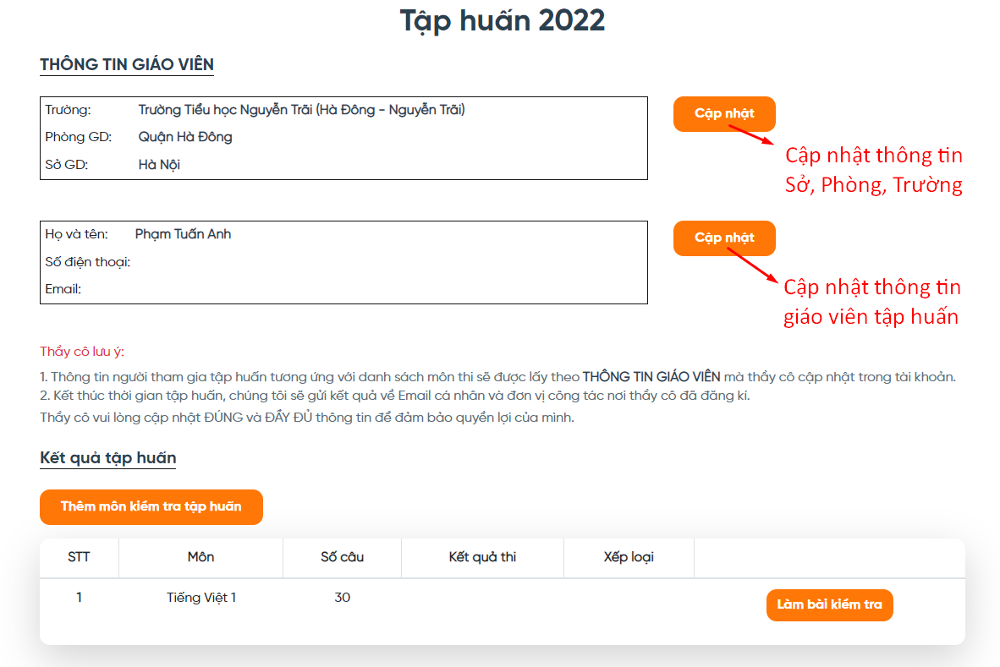 Tập huấn 2022
THÔNG TIN GIÁO VIÊN
Trường: Trường Tiểu học Nguyễn Trãi (Hà Đông - Nguyễn Trãi)
Phòng GD: Quận Hà Đông
Sở GD: Hà Nội
Cập nhật
Cập nhật thông tin
Sở, Phòng, Trường
Họ và tên: Phạm Tuấn Anh
Số điện thoại:
Email:
Cập nhật
Cập nhật thông tin
giáo viên tập huấn
Thầy cô lưu ý:
1. Thông tin người tham gia tập huấn tương ứng với danh sách môn thi sẽ được lấy theo THÔNG TIN GIÁO VIÊN mà thầy cô cập nhật trong tài khoản.
2. Kết thúc thời gian tập huấn, chúng tôi sẽ gửi kết quả về Email cá nhân và đơn vị công tác nơi thầy cô đã đăng kí.
Thầy cô vui lòng cập nhật ĐÚNG và ĐẦY ĐỦ thông tin để đảm bảo quyền lợi của mình.
Kết quả tập huấn
Thêm môn kiểm tra tập huấn
STT Môn Số câu Kết quả thi Xếp loại
1 Tiếng Việt 1 30 Làm bài kiểm tra